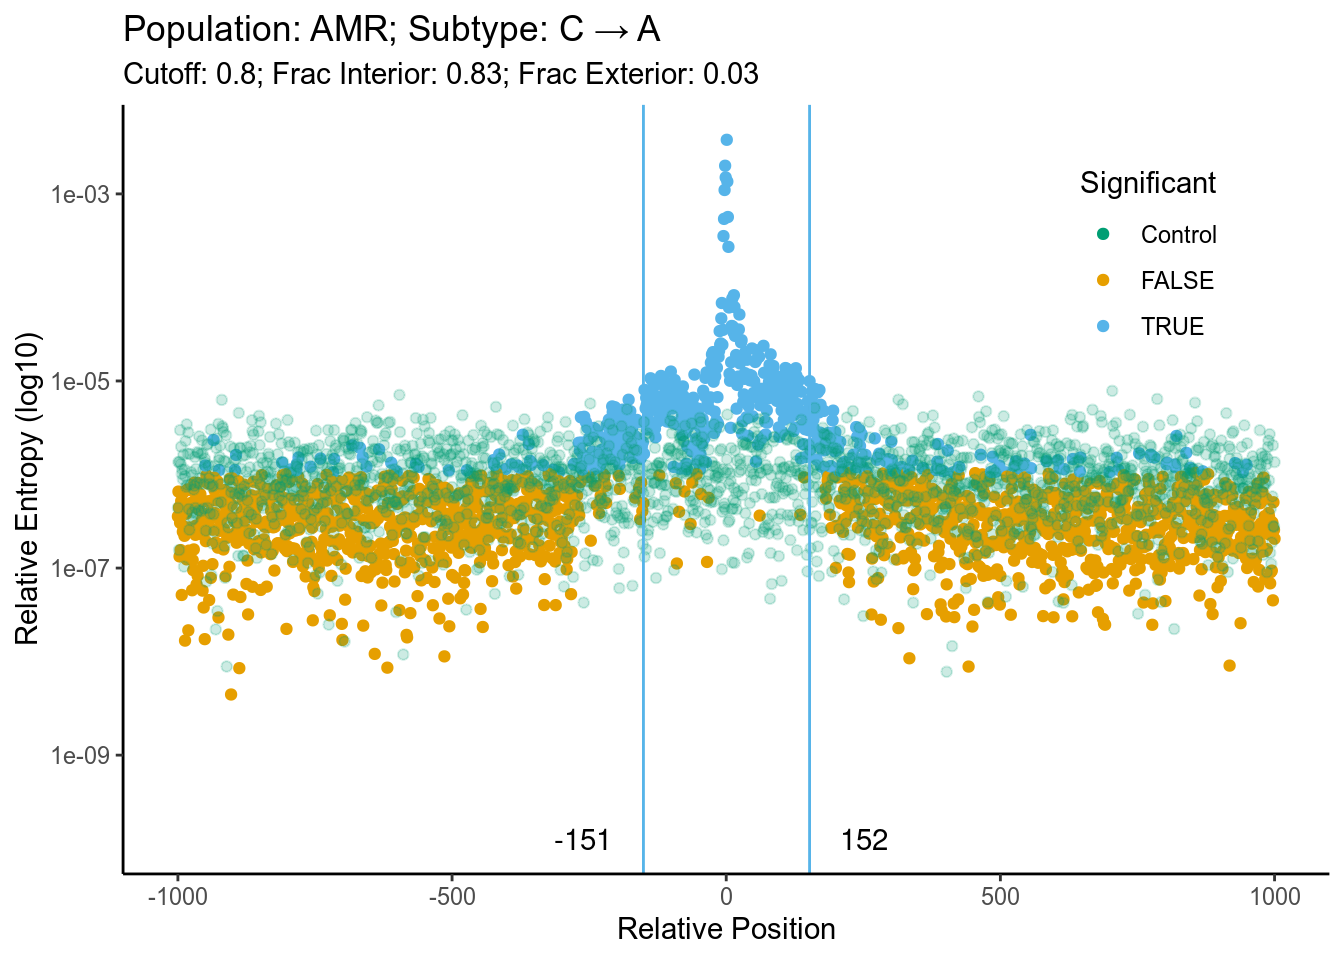 Population: AMR; Subtype: C → A
Cutoff: 0.8; Frac Interior: 0.83; Frac Exterior: 0.03
Significant
Control
FALSE
TRUE
Relative Entropy (log10)
1e-03
1e-05
1e-07
1e-09
-151
152
-1000
-500
0
500
1000
Relative Position